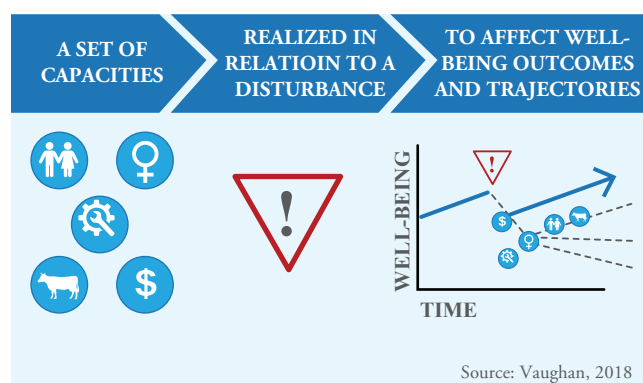 A SET OF
CAPACITIES
REALIZED IN
RELATIOIN TO A
DISTURBANCE
TO AFFECT WELL-
BEING OUTCOMES
AND TRAJECTORIES
!
$
WELL-BEING
!
$
TIME
Source: Vaughan, 2018